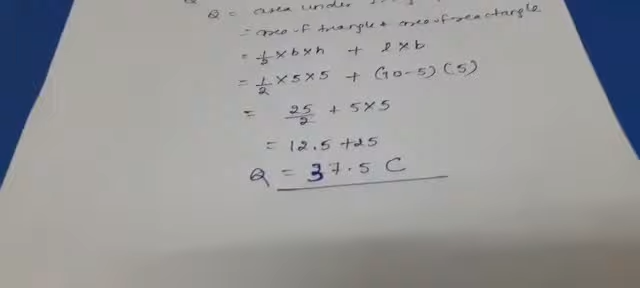 Q = area under
= area of triangle + area of reactangle
= 1/2 × b × h + l × b
= 1/2 × 5 × 5 + (10-5) (5)
= 25/2 + 5 × 5
= 12.5 + 25
Q = 37.5 C